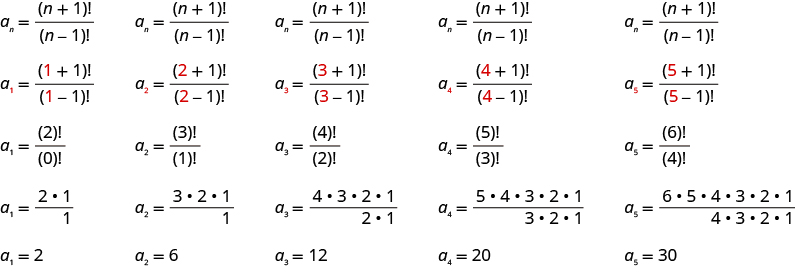 aₙ = (n + 1)!/(n − 1)! aₙ = (n + 1)!/(n − 1)! aₙ = (n + 1)!/(n − 1)! aₙ = (n + 1)!/(n − 1)! aₙ = (n + 1)!/(n − 1)!
a₁ = (1 + 1)!/(1 − 1)! a₂ = (2 + 1)!/(2 − 1)! a₃ = (3 + 1)!/(3 − 1)! a₄ = (4 + 1)!/(4 − 1)! a₅ = (5 + 1)!/(5 − 1)!
a₁ = (2)!/(0)! a₂ = (3)!/(1)! a₃ = (4)!/(2)! a₄ = (5)!/(3)! a₅ = (6)!/(4)!
a₁ = 2 • 1/1 a₂ = 3 • 2 • 1/1 a₃ = 4 • 3 • 2 • 1/2 • 1 a₄ = 5 • 4 • 3 • 2 • 1/3 • 2 • 1 a₅ = 6 • 5 • 4 • 3 • 2 • 1/4 • 3 • 2 • 1
a₁ = 2 a₂ = 6 a₃ = 12 a₄ = 20 a₅ = 30